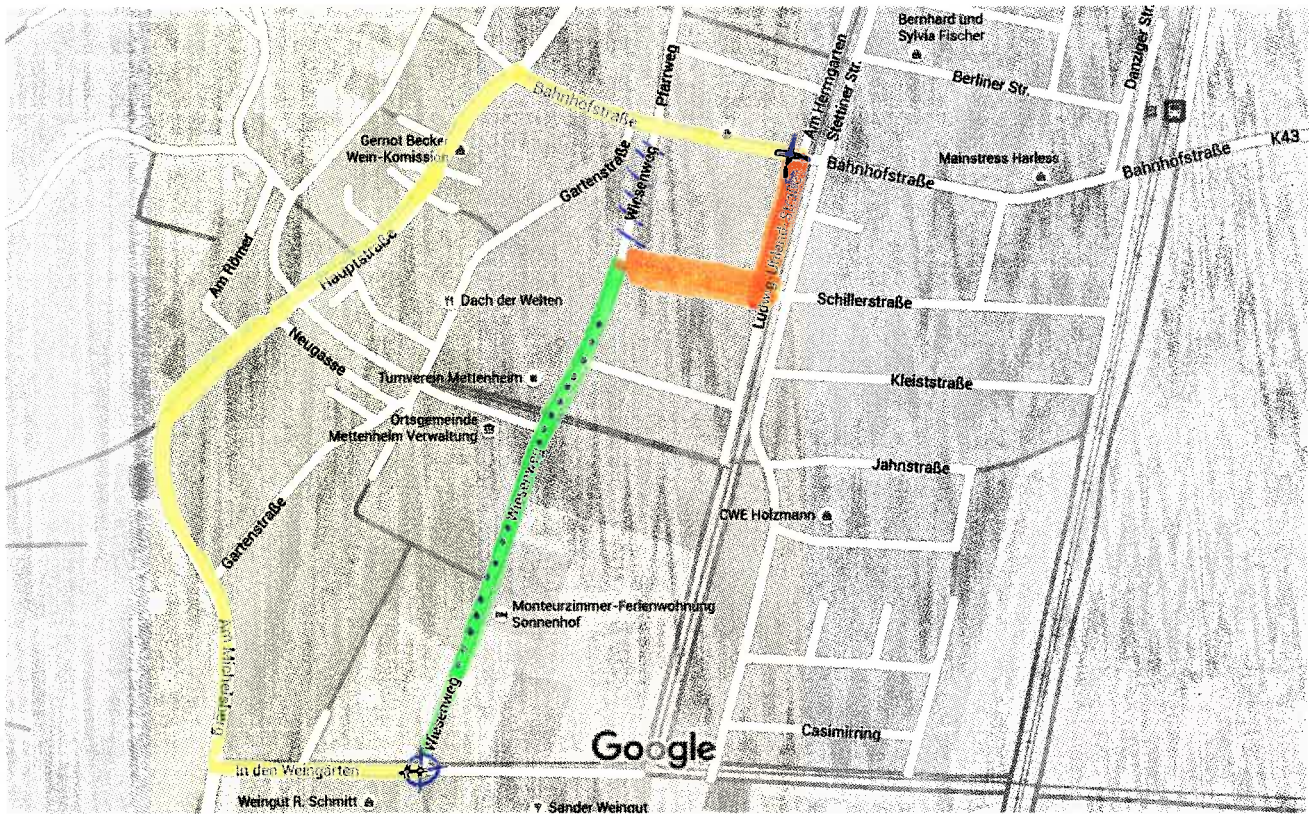 Bernhard und
Sylvia Fischer
Danziger Str.
Pfarrweg
Am Herrngarten
Stettiner Str.
Berliner Str.
Bahnhofstraße
Gernot Becker
Wein-Komission
Gartenstraße
Wiesenweg
Bahnhofstraße
Mainstress Harless
Bahnhofstraße
K43
Am Römer
Hauptstraße
Dach der Welten
Schillerstraße
Neugasse
Turnverein Mettenheim
Kleiststraße
Ortsgemeinde
Mettenheim Verwaltung
Wiesenweg
Jahnstraße
Gartenstraße
CWE Holzmann
Monteurzimmer-Ferienwohnung
Sonnenhof
Am Michelsberg
Wiesenweg
Google
Casimirring
In den Weingärten
Weingut R. Schmitt
Sander Weingut